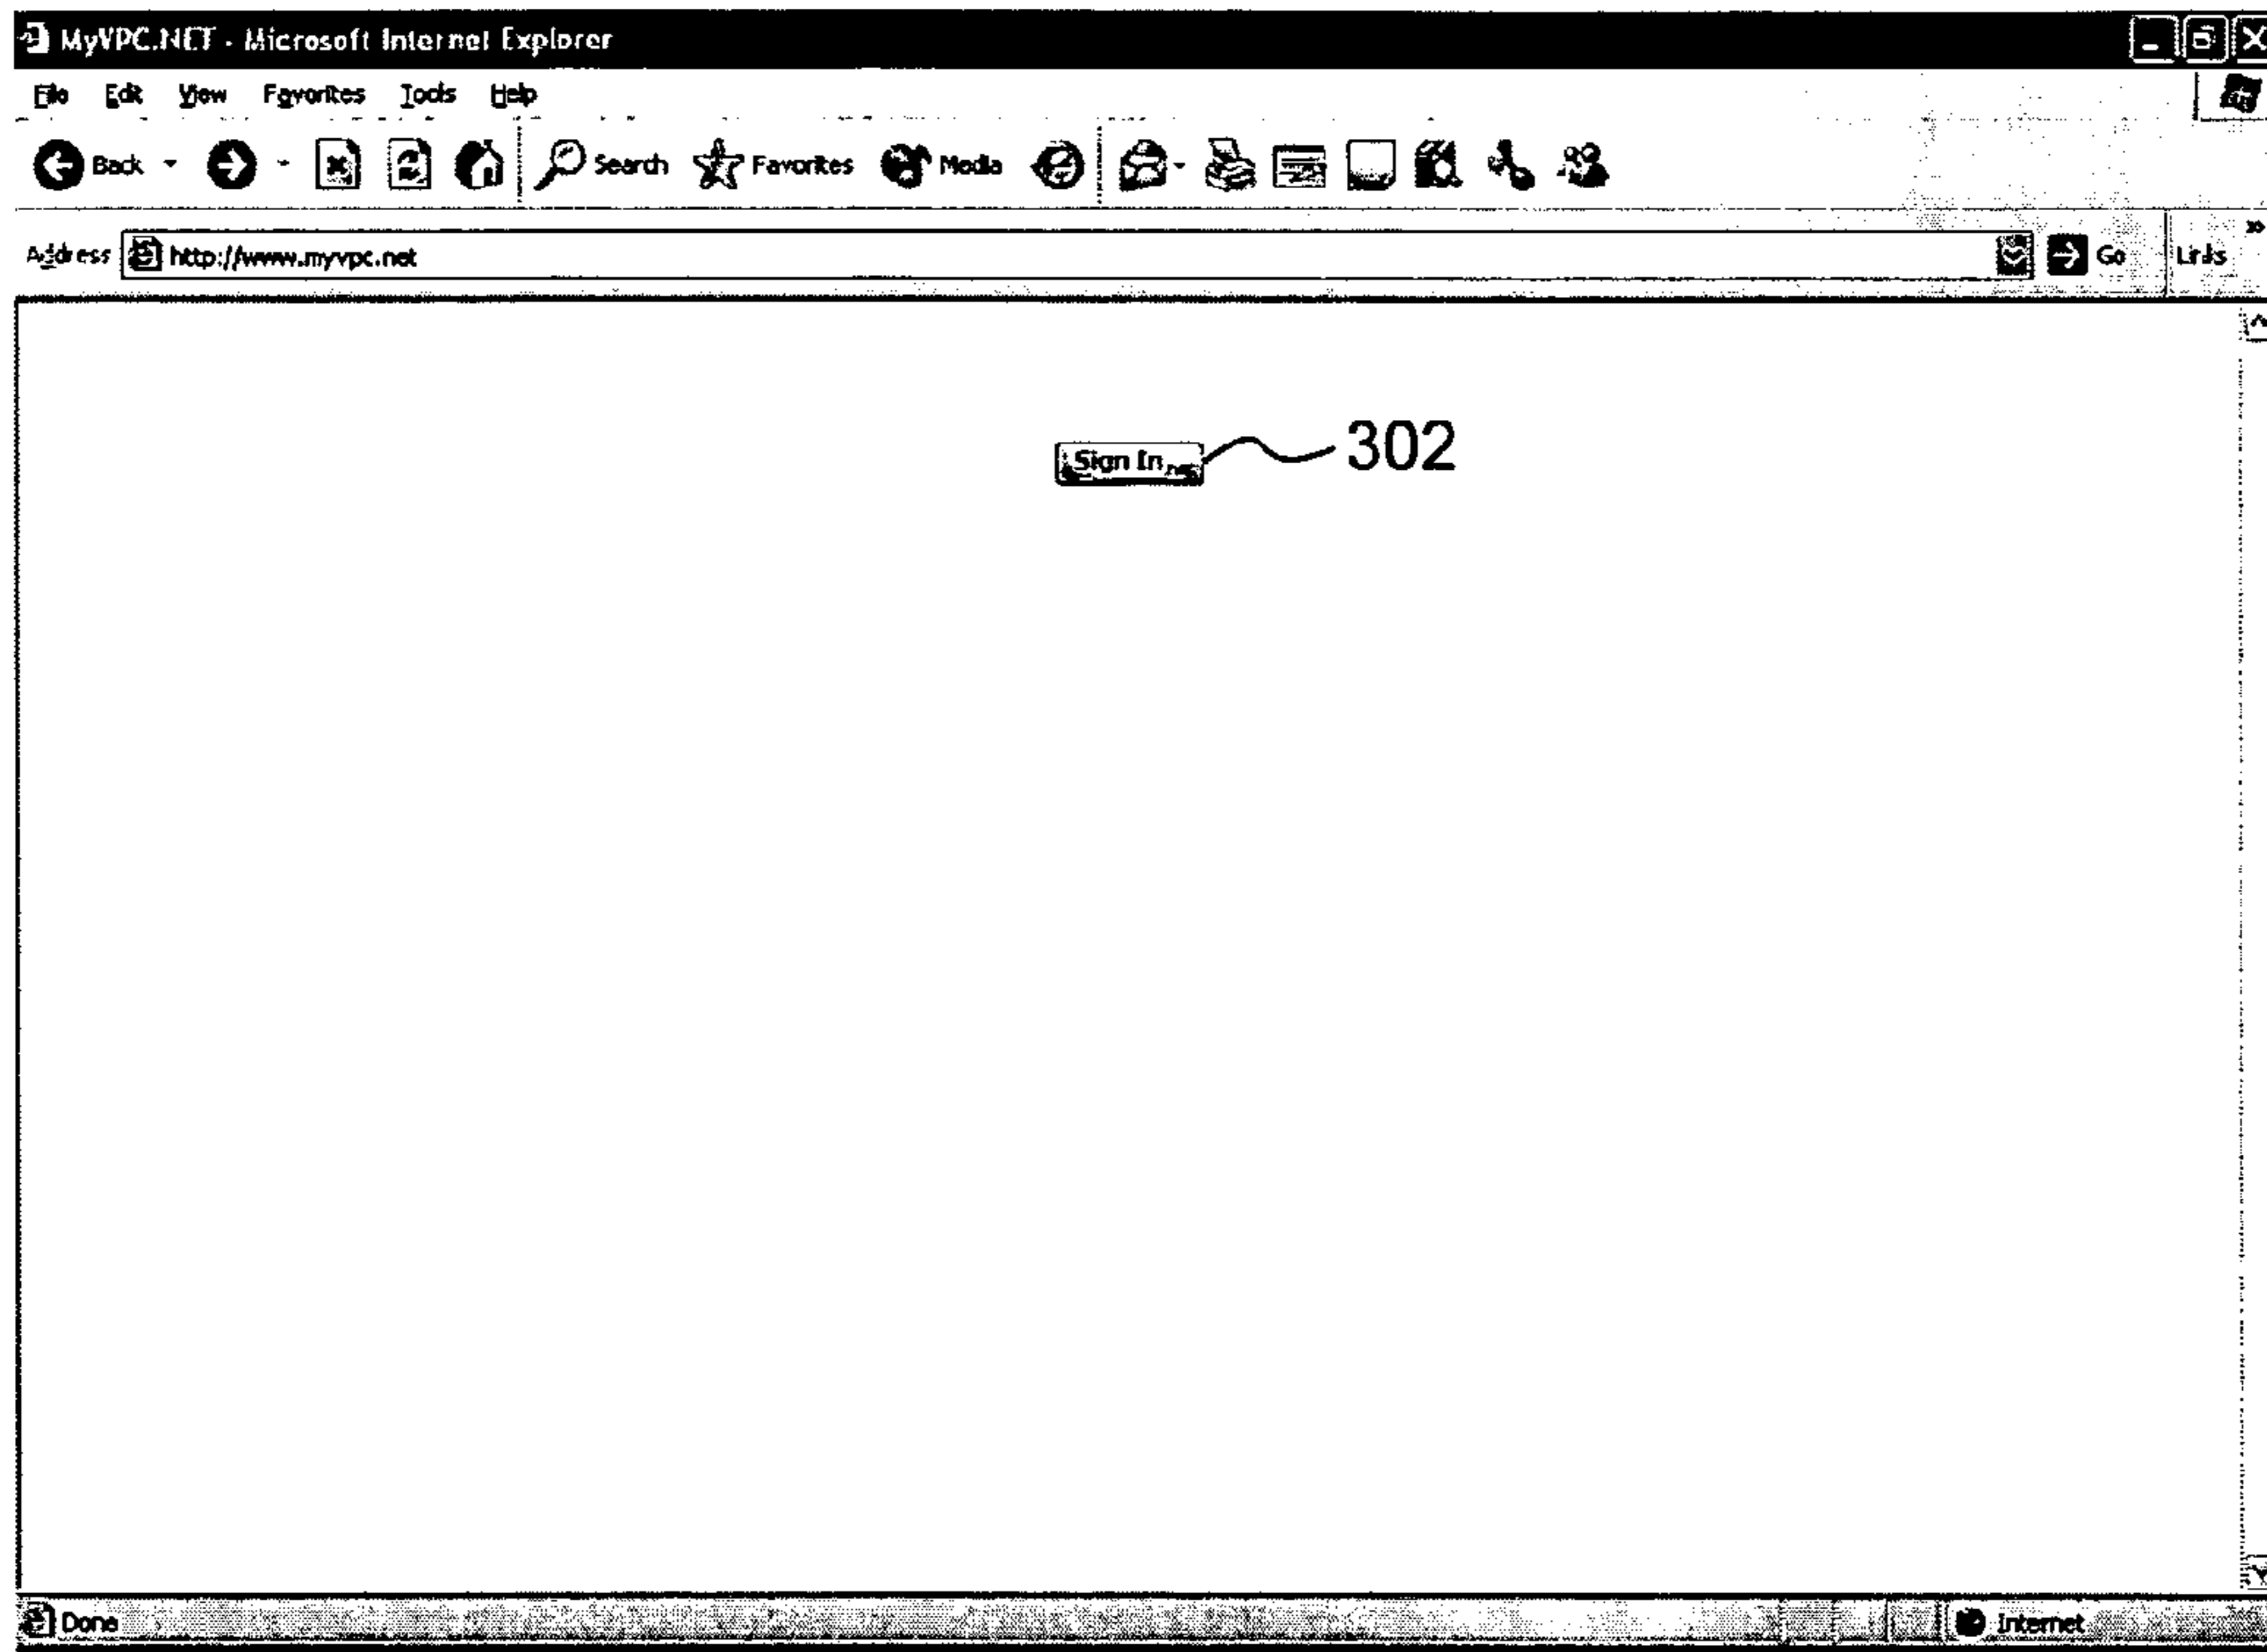 MyVPC.NET - Microsoft Internet Explorer
File Edit View Favorites Tools Help
Back Search Favorites Media
Address http://www.myvpc.net Go Links »
Sign In .net 302
Done Internet